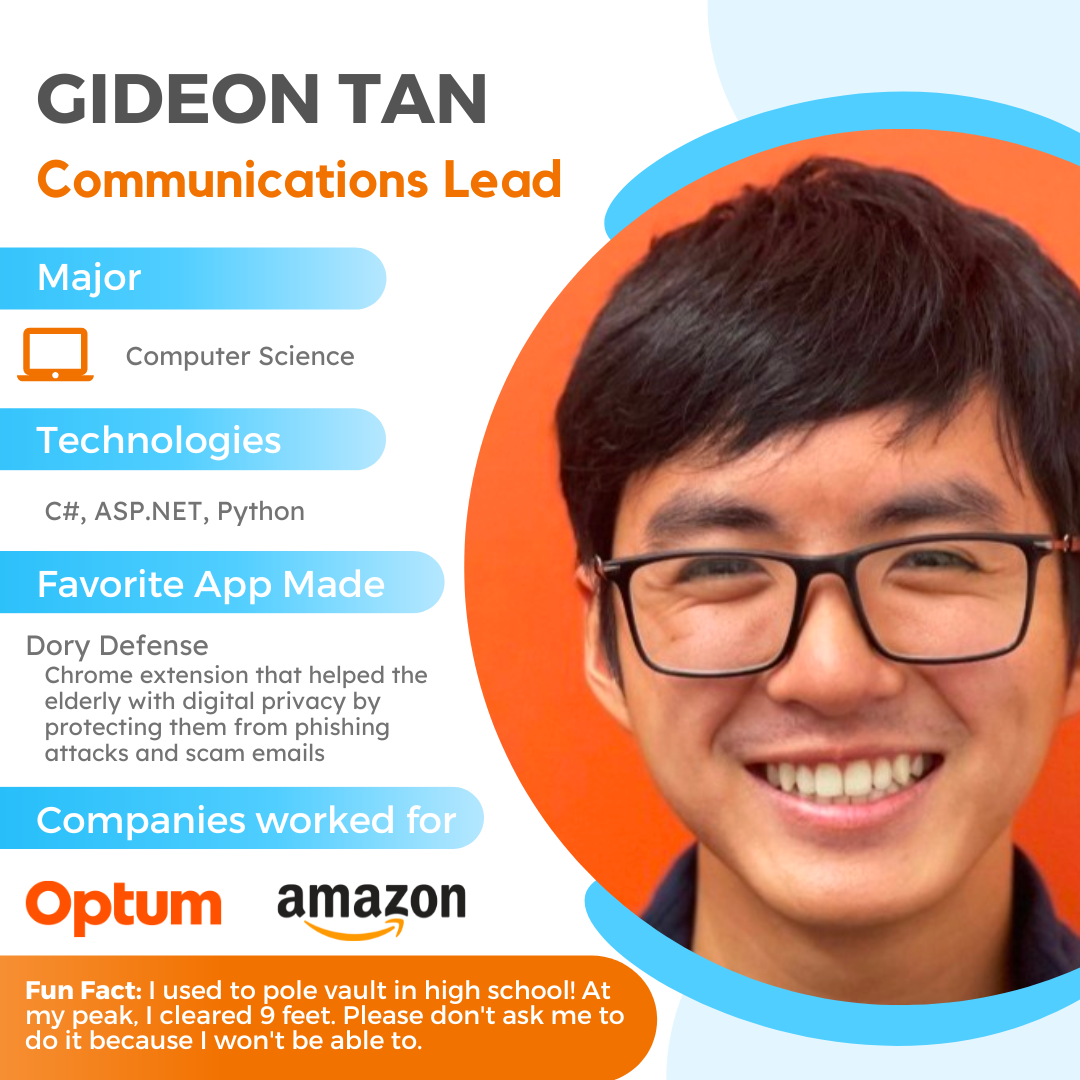 GIDEON TAN
Communications Lead
Major
Computer Science
Technologies
C#, ASP.NET, Python
Favorite App Made
Dory Defense
Chrome extension that helped the
elderly with digital privacy by
protecting them from phishing
attacks and scam emails
Companies worked for
Optum
amazon
Fun Fact: I used to pole vault in high school! At
my peak, I cleared 9 feet. Please don't ask me to
do it because I won't be able to.